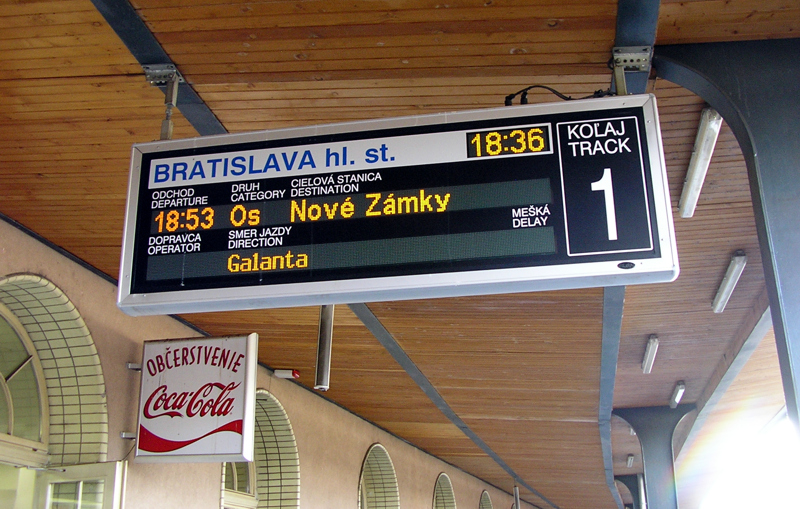 BRATISLAVA hl. st.
18:36
KOĽAJ
TRACK
1
ODCHOD
DEPARTURE
DRUH
CATEGORY
CIEĽOVÁ STANICA
DESTINATION
18:53 Os Nové Zámky
DOPRAVCA
OPERATOR
SMER JAZDY
DIRECTION
MEŠKÁ
DELAY
Galanta
OBČERSTVENIE
Coca-Cola